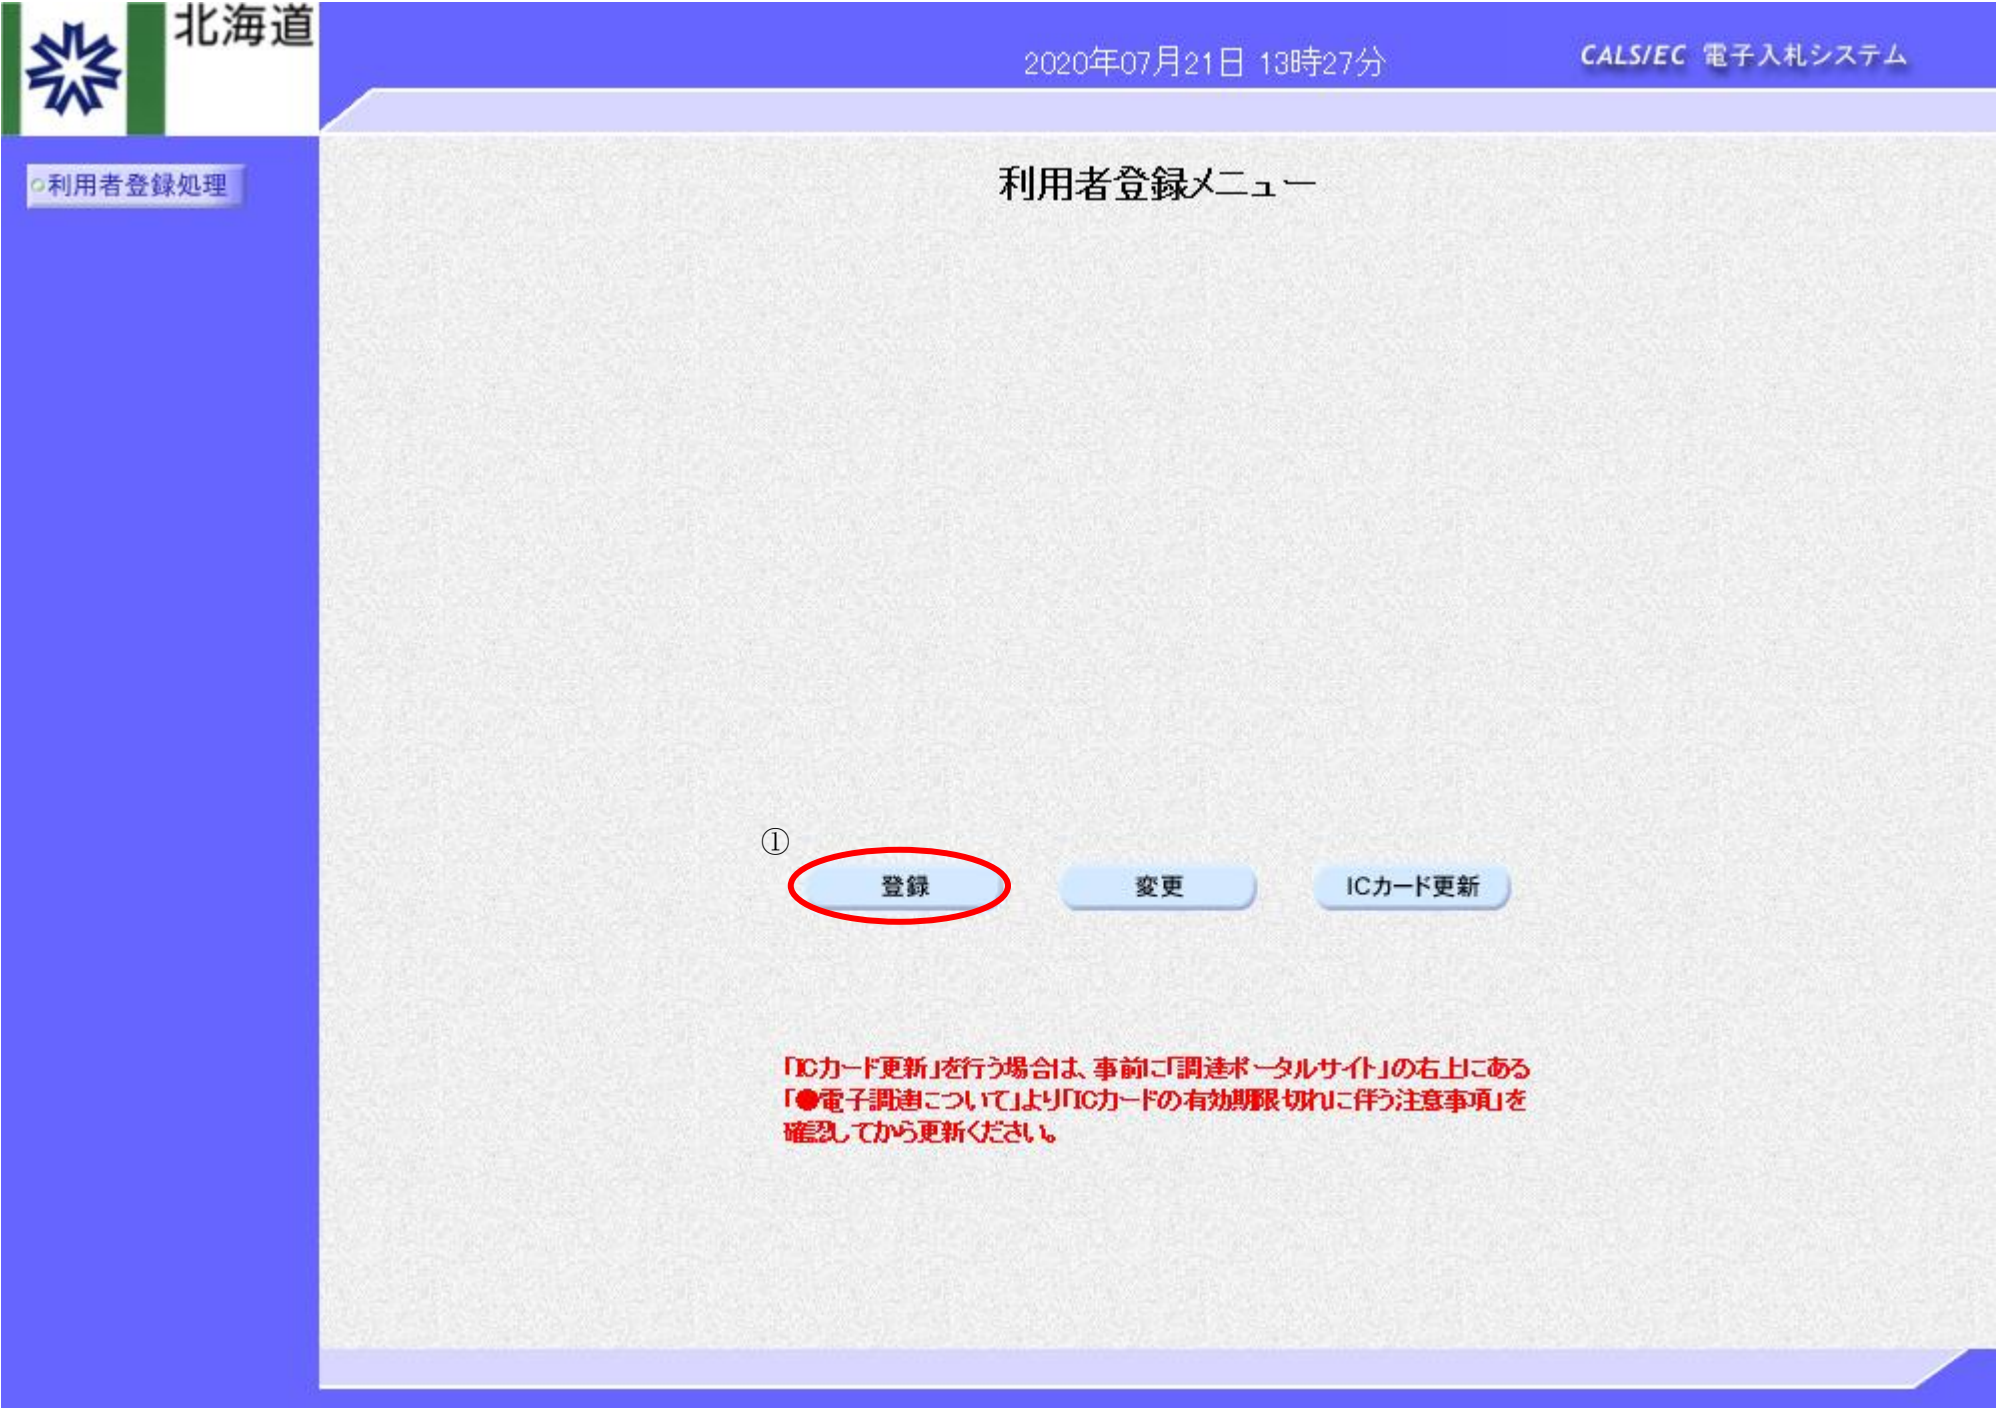 北海道
2020年07月21日 13時27分
CALS/EC 電子入札システム
利用者登録処理
利用者登録メニュー
①
登録
変更
ICカード更新
「ICカード更新」を行う場合は、事前に「調達ポータルサイト」の右上にある
「●電子調達について」より「ICカードの有効期限切れに伴う注意事項」を
確認してから更新ください。